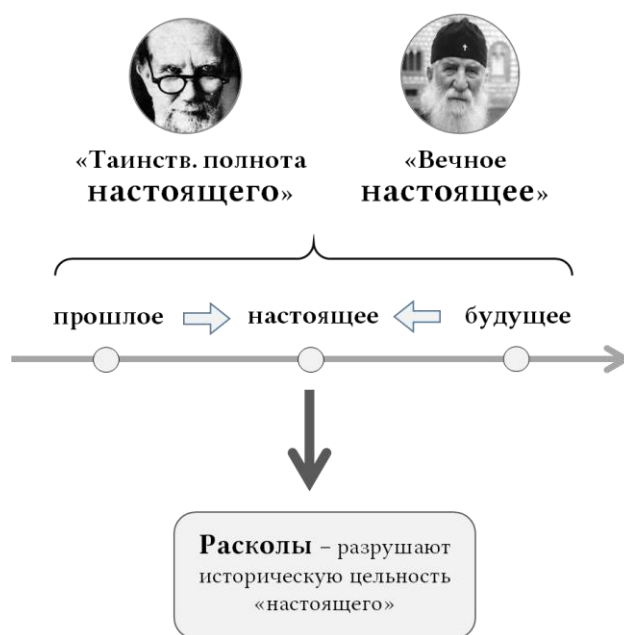 «Таинств. полнота
настоящего»
«Вечное
настоящее»
прошлое
настоящее
будущее
Расколы – разрушают
историческую цельность
«настоящего»